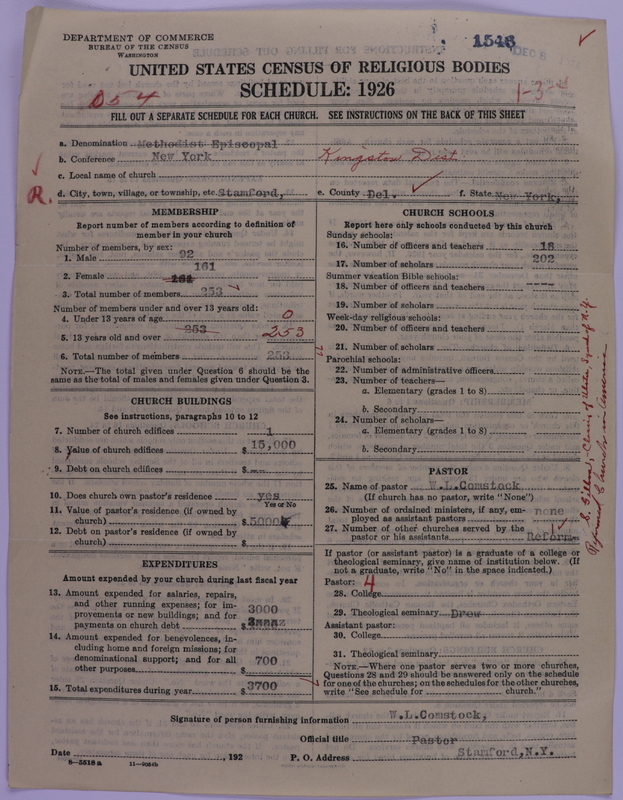 DEPARTMENT OF COMMERCE
BUREAU OF THE CENSUS
WASHINGTON
1546
DEC 8
UNITED STATES CENSUS OF RELIGIOUS BODIES
SCHEDULE: 1926
054
1-3-4
FILL OUT A SEPARATE SCHEDULE FOR EACH CHURCH. SEE INSTRUCTIONS ON THE BACK OF THIS SHEET
a. Denomination Methodist Episcopal
b. Conference New York Kingston Dist.
c. Local name of church
R.
d. City, town, village, or township, etc. Stamford, e. County Del. f. State New York,
MEMBERSHIP
Report number of members according to definition of
member in your church
Number of members, by sex:
1. Male 92
161
2. Female
3. Total number of members 253
Number of members under and over 13 years old:
4. Under 13 years of age 0
5. 13 years old and over 253 253
6. Total number of members 253
NOTE.—The total given under Question 6 should be the
same as the total of males and females given under Question 3.
CHURCH BUILDINGS
See instructions, paragraphs 10 to 12
7. Number of church edifices 1
8. Value of church edifices $15,000
9. Debt on church edifices $---
10. Does church own pastor's residence yes
Yes or No
11. Value of pastor's residence (if owned by
church) $5000
12. Debt on pastor's residence (if owned by
church) $
EXPENDITURES
Amount expended by your church during last fiscal year
13. Amount expended for salaries, repairs,
and other running expenses; for im-
provements or new buildings; and for
payments on church debt $ 3000
14. Amount expended for benevolences, in-
cluding home and foreign missions; for
denominational support; and for all
other purposes $ 700
15. Total expenditures during year $3700
CHURCH SCHOOLS
Report here only schools conducted by this church
Sunday schools:
16. Number of officers and teachers 18
17. Number of scholars 202
Summer vacation Bible schools:
18. Number of officers and teachers ----
19. Number of scholars
Week-day religious schools:
20. Number of officers and teachers
21. Number of scholars
Parochial schools:
22. Number of administrative officers
23. Number of teachers—
a. Elementary (grades 1 to 8)
b. Secondary
24. Number of scholars—
a. Elementary (grades 1 to 8)
b. Secondary
PASTOR
25. Name of pastor W.L.Comstock
(If church has no pastor, write "None")
26. Number of ordained ministers, if any, em-
ployed as assistant pastors none
27. Number of other churches served by the
pastor or his assistants 1 Reform
If pastor (or assistant pastor) is a graduate of a college or
theological seminary, give name of institution below. (If
not a graduate, write "No" in the space indicated.)
Pastor: 4
28. College
29. Theological seminary Drew
Assistant pastor:
30. College
31. Theological seminary
NOTE.—Where one pastor serves two or more churches,
Questions 28 and 29 should be answered only on the schedule
for one of the churches; on the schedules for the other churches,
write "See schedule for church."
Reformed Church in America
Signature of person furnishing information W.L.Comstock,
Official title Pastor
Date , 192 P. O. Address Stamford,N.Y.
8-5518 a